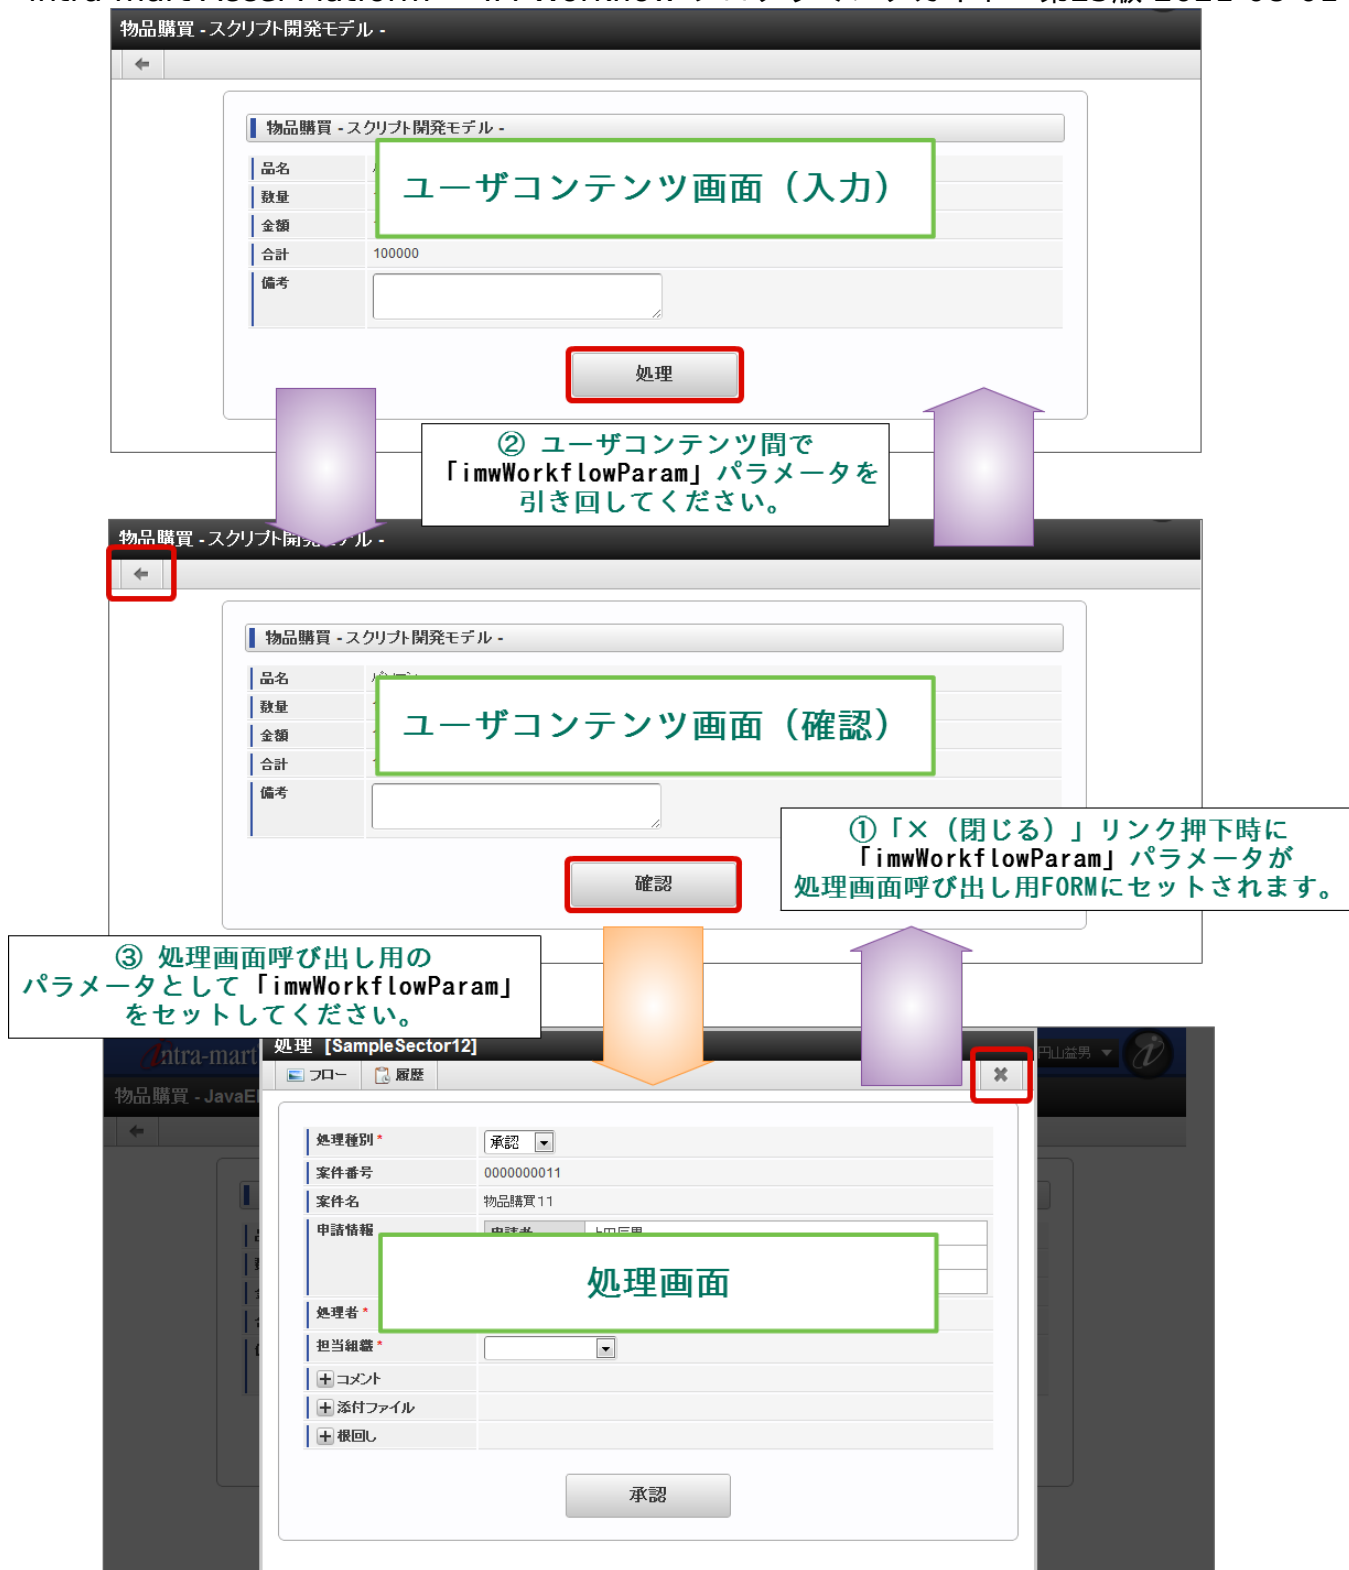 物品購買 - スクリプト開発モデル -
物品購買 - スクリプト開発モデル -
品名
数量
金額
ユーザコンテンツ画面（入力）
合計 100000
備考
処理
② ユーザコンテンツ間で
「imwWorkflowParam」パラメータを
引き回してください。
物品購買 - スクリプト開発モデル -
物品購買 - スクリプト開発モデル -
品名
数量
金額
ユーザコンテンツ画面（確認）
合計
備考
①「×（閉じる）」リンク押下時に
「imwWorkflowParam」パラメータが
処理画面呼び出し用FORMにセットされます。
確認
③ 処理画面呼び出し用の
パラメータとして「imwWorkflowParam」
をセットしてください。
intra-mart
処理 [SampleSector12]
円山益男
フロー 履歴
物品購買 - JavaE
処理種別* 承認
案件番号 0000000011
案件名 物品購買11
申請情報
処理画面
処理者*
担当組織*
コメント
添付ファイル
根回し
承認